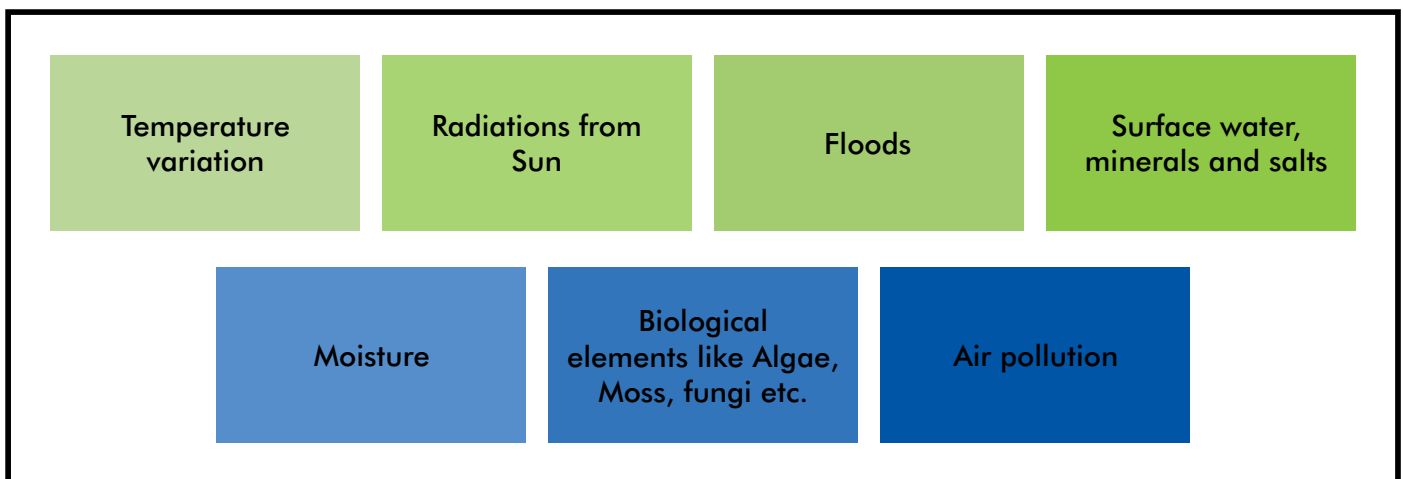 Temperature
variation
Radiations from
Sun
Floods
Surface water,
minerals and salts
Moisture
Biological
elements like Algae,
Moss, fungi etc.
Air pollution